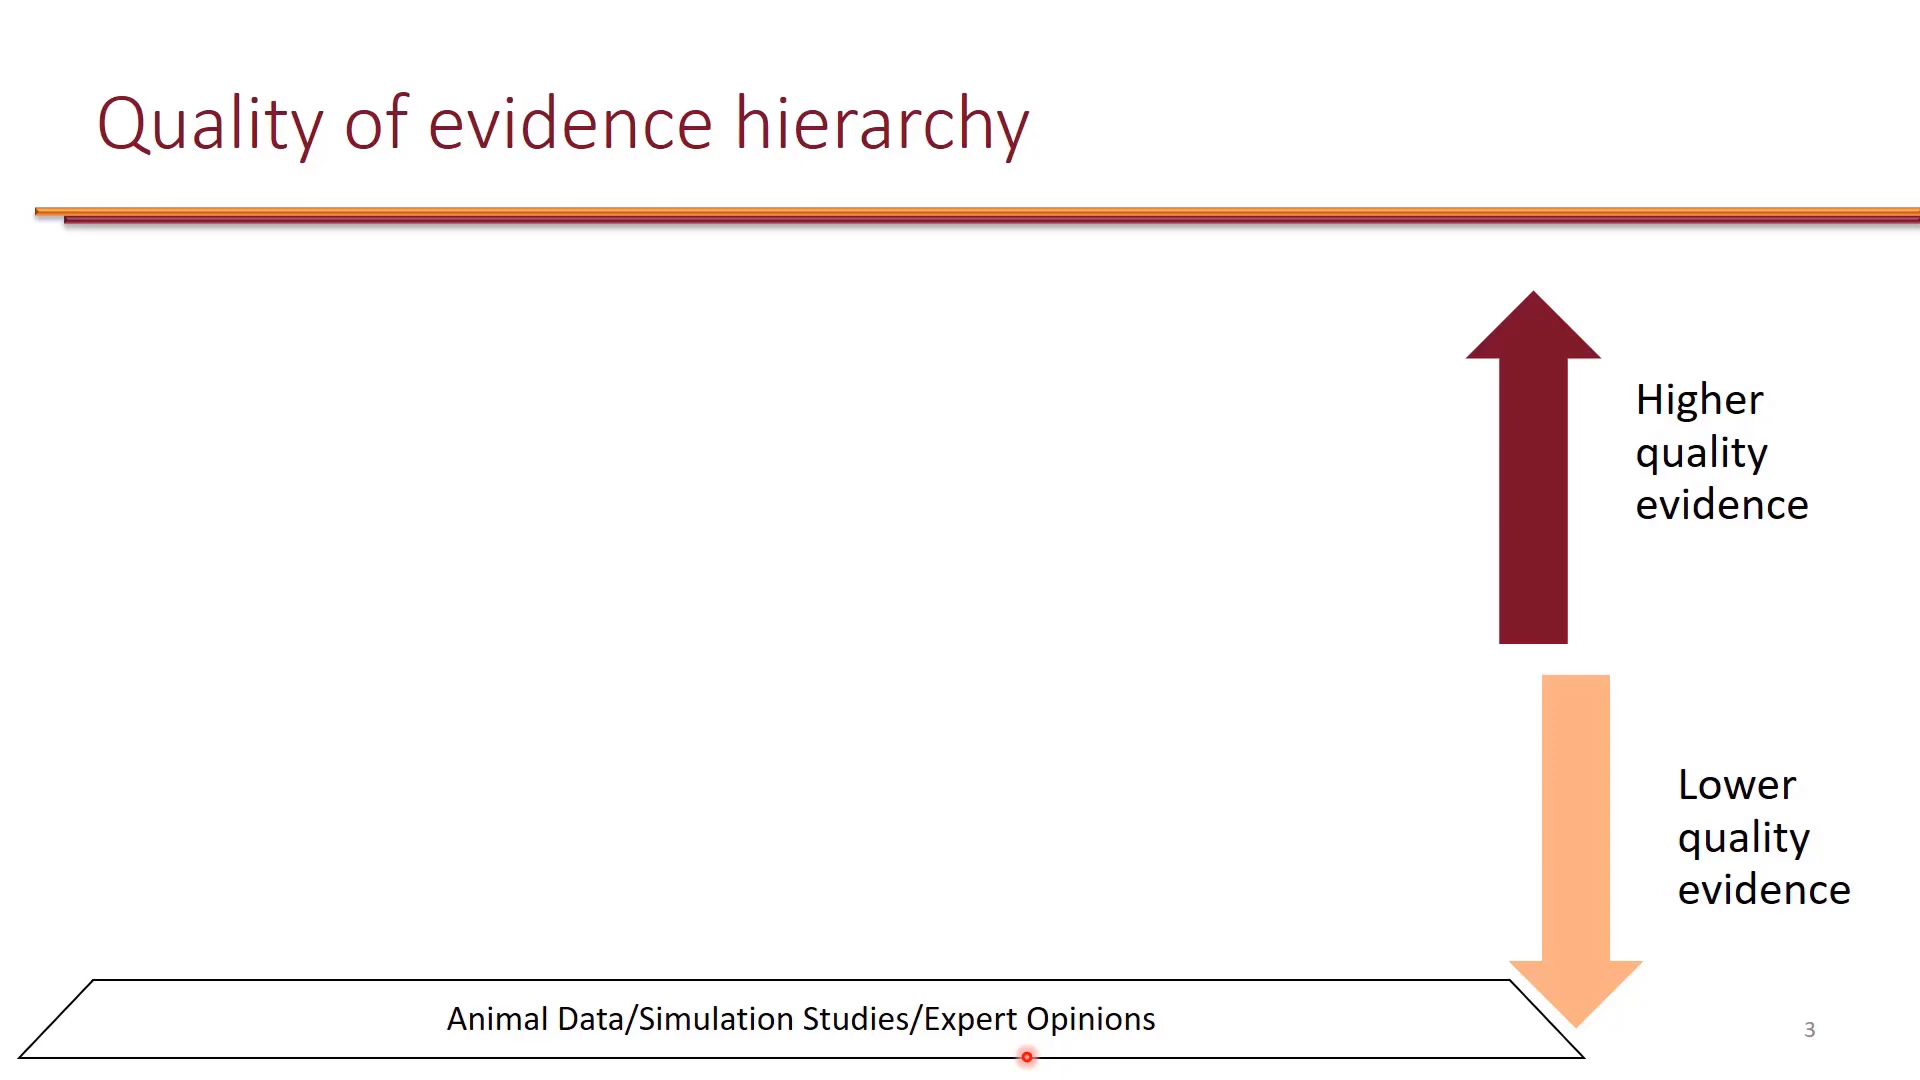 Quality of evidence hierarchy
Higher
quality
evidence
Lower
quality
evidence
Animal Data/Simulation Studies/Expert Opinions
3